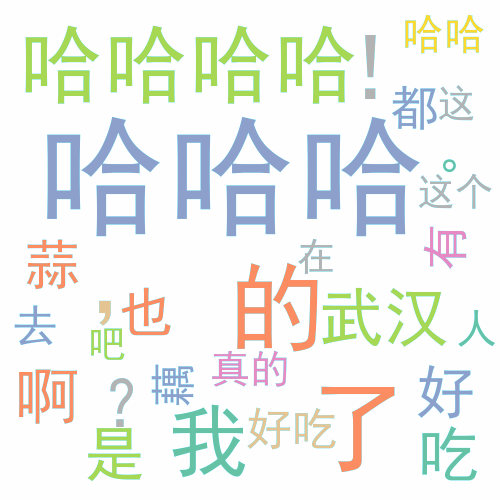 哈哈
哈哈哈哈!
都
这
哈哈哈
。
这个
有
蒜
在
的
，
也
武汉
去
吧
人
真的
啊
?
藕
好
了
我
好吃
是
吃